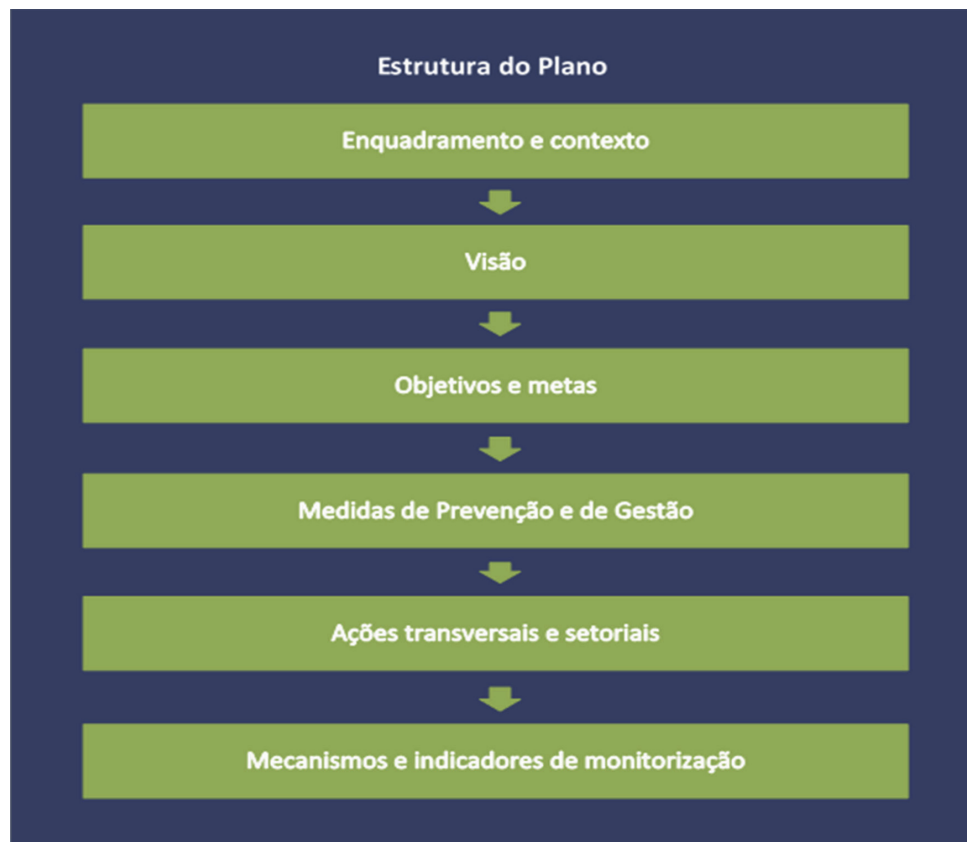 Estrutura do Plano
Enquadramento e contexto
Visão
Objetivos e metas
Medidas de Prevenção e de Gestão
Ações transversais e setoriais
Mecanismos e indicadores de monitorização